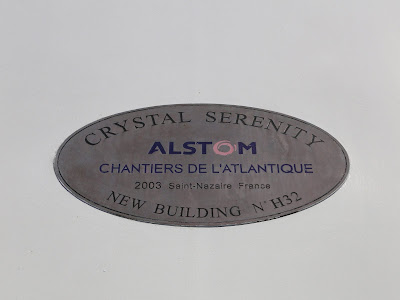 CRYSTAL SERENITY
ALSTOM
CHANTIERS DE L'ATLANTIQUE
2003 Saint-Nazaire France
NEW BUILDING N° H32